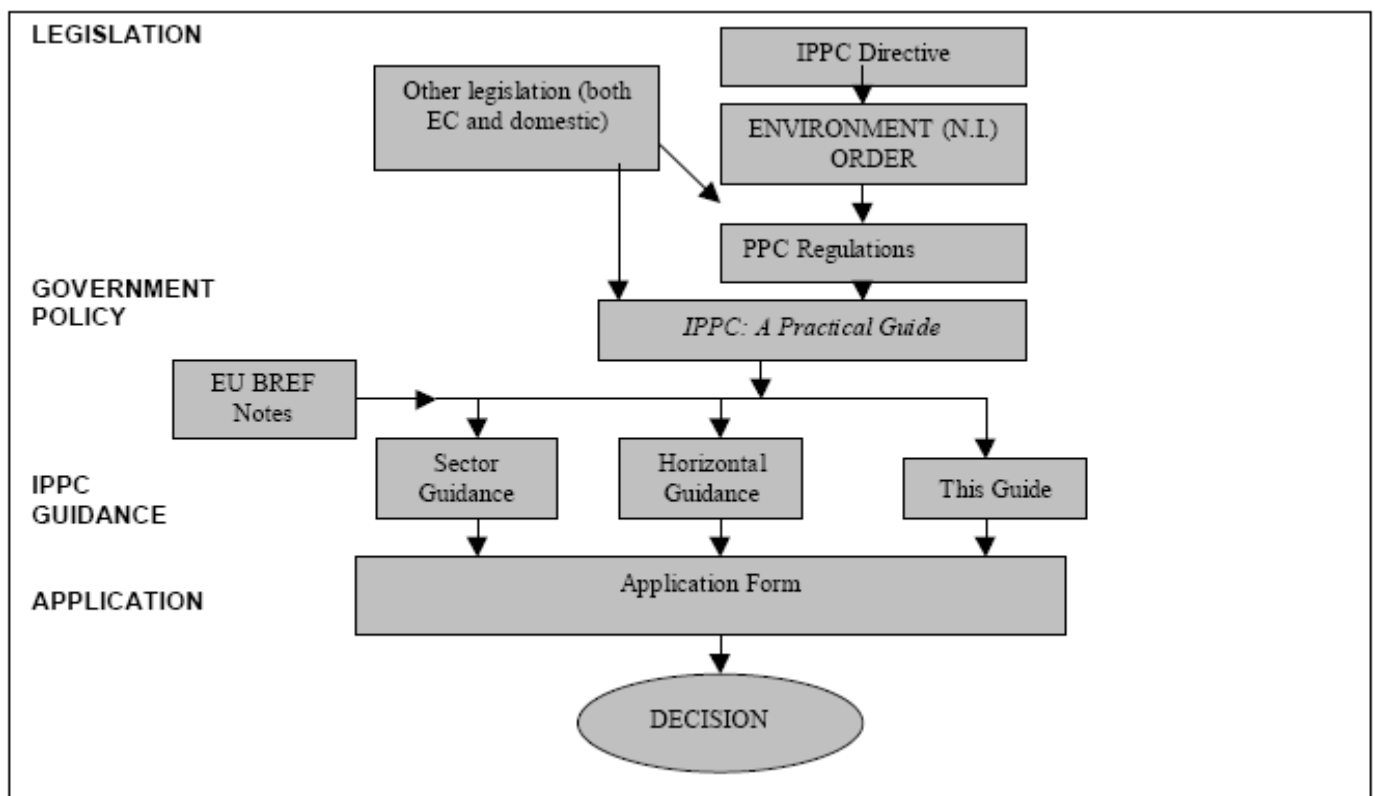 LEGISLATION
IPPC Directive
Other legislation (both
EC and domestic)
ENVIRONMENT (N.I.)
ORDER
PPC Regulations
GOVERNMENT
POLICY
IPPC: A Practical Guide
EU BREF
Notes
Sector
Guidance
Horizontal
Guidance
This Guide
IPPC
GUIDANCE
Application Form
APPLICATION
DECISION